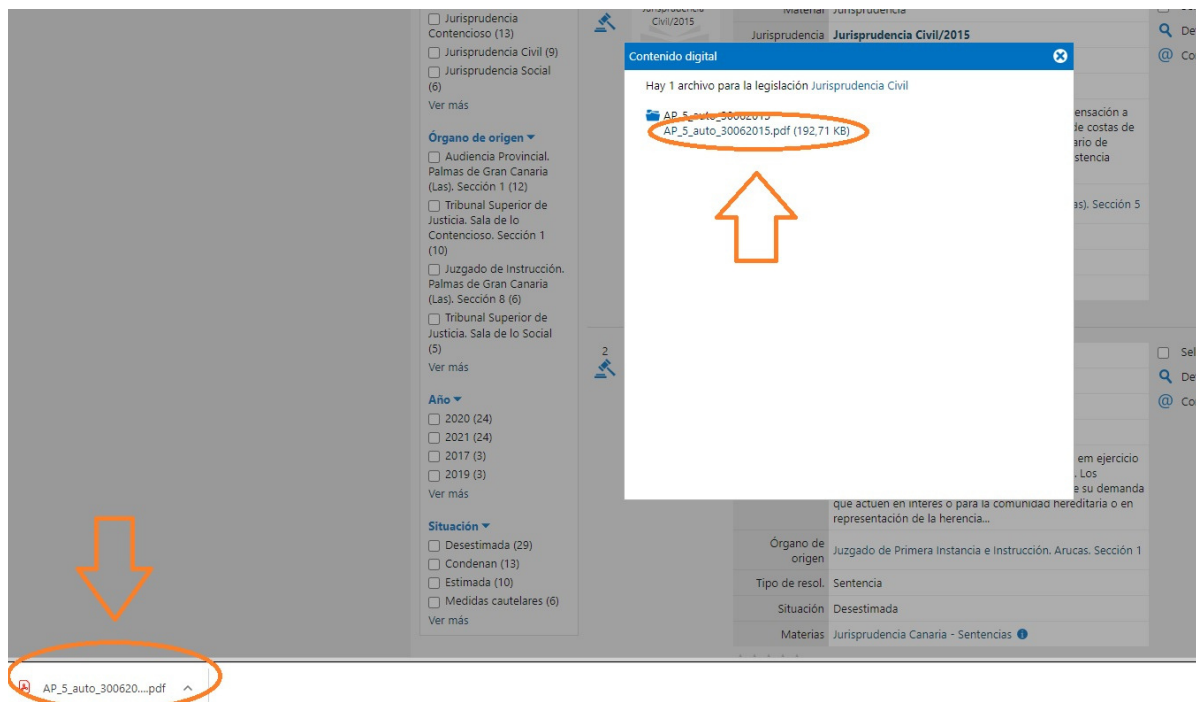 Jurisprudencia
Contencioso (13)
Jurisprudencia Civil (9)
Jurisprudencia Social
(6)
Ver más
Órgano de origen
Audiencia Provincial.
Palmas de Gran Canaria
(Las). Sección 1 (12)
Tribunal Superior de
Justicia. Sala de lo
Contencioso. Sección 1
(10)
Juzgado de Instrucción.
Palmas de Gran Canaria
(Las). Sección 8 (6)
Tribunal Superior de
Justicia. Sala de lo Social
(5)
Ver más
Año
2020 (24)
2021 (24)
2017 (3)
2019 (3)
Ver más
Situación
Desestimada (29)
Condenan (13)
Estimada (10)
Medidas cautelares (6)
Ver más
Jurisprudencia
Civil/2015
Material Jurisprudencia
Jurisprudencia Jurisprudencia Civil/2015
Contenido digital
Hay 1 archivo para la legislación Jurisprudencia Civil
AP_5_auto_30062015
AP_5_auto_30062015.pdf (192,71 KB)
ensación a
de costas de
ario de
stencia
as). Sección 5
2
em ejercicio
. Los
e su demanda
que actúen en interés o para la comunidad hereditaria o en
representación de la herencia...
Órgano de
origen
Juzgado de Primera Instancia e Instrucción. Arucas. Sección 1
Tipo de resol. Sentencia
Situación Desestimada
Materias Jurisprudencia Canaria - Sentencias
De
@ Co
Sel
De
@ Co
AP_5_auto_300620....pdf